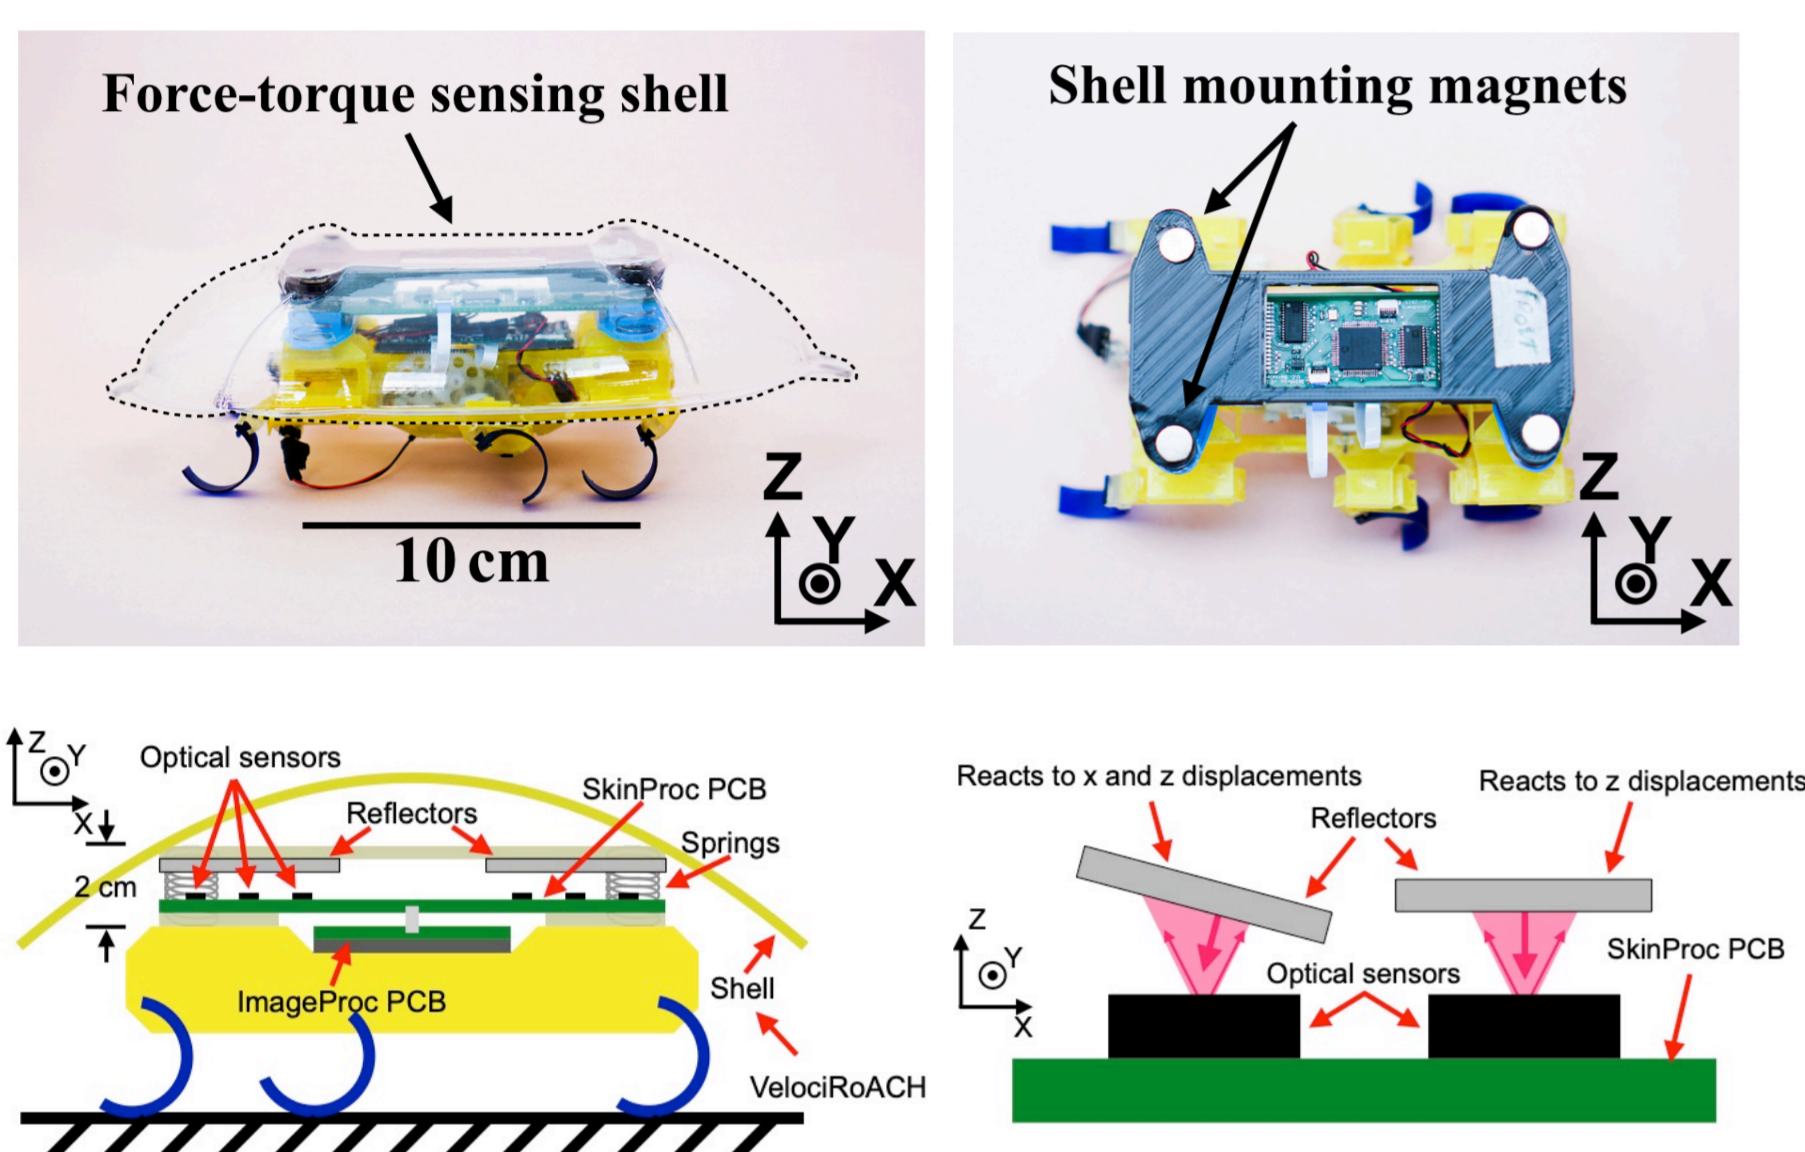 Force-torque sensing shell
10 cm
Z
Y
X
Shell mounting magnets
Z
Y
X
Z
Y
X
Optical sensors
Reflectors
SkinProc PCB
Springs
2 cm
ImageProc PCB
Shell
VelociRoACH
Reacts to x and z displacements
Reacts to z displacements
Reflectors
Z
Y
X
Optical sensors
SkinProc PCB